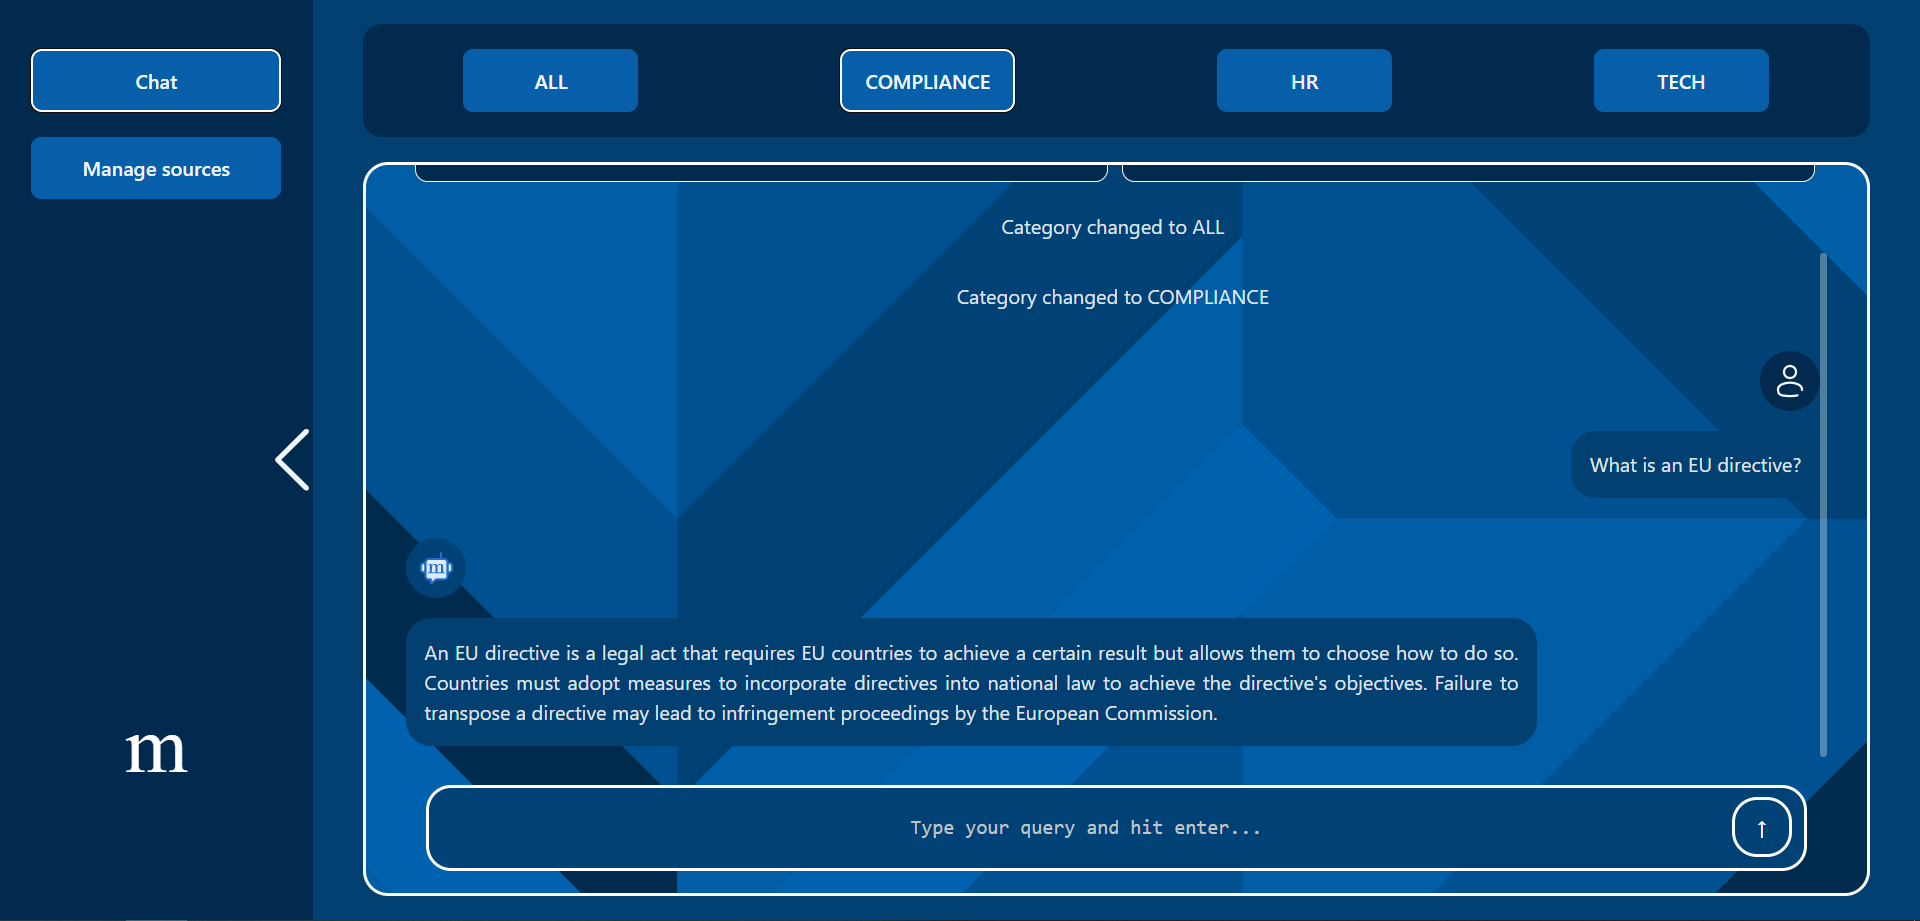 Chat
Manage sources
m
ALL
COMPLIANCE
HR
TECH
Category changed to ALL
Category changed to COMPLIANCE
What is an EU directive?
m
An EU directive is a legal act that requires EU countries to achieve a certain result but allows them to choose how to do so.
Countries must adopt measures to incorporate directives into national law to achieve the directive's objectives. Failure to
transpose a directive may lead to infringement proceedings by the European Commission.
Type your query and hit enter...
↑